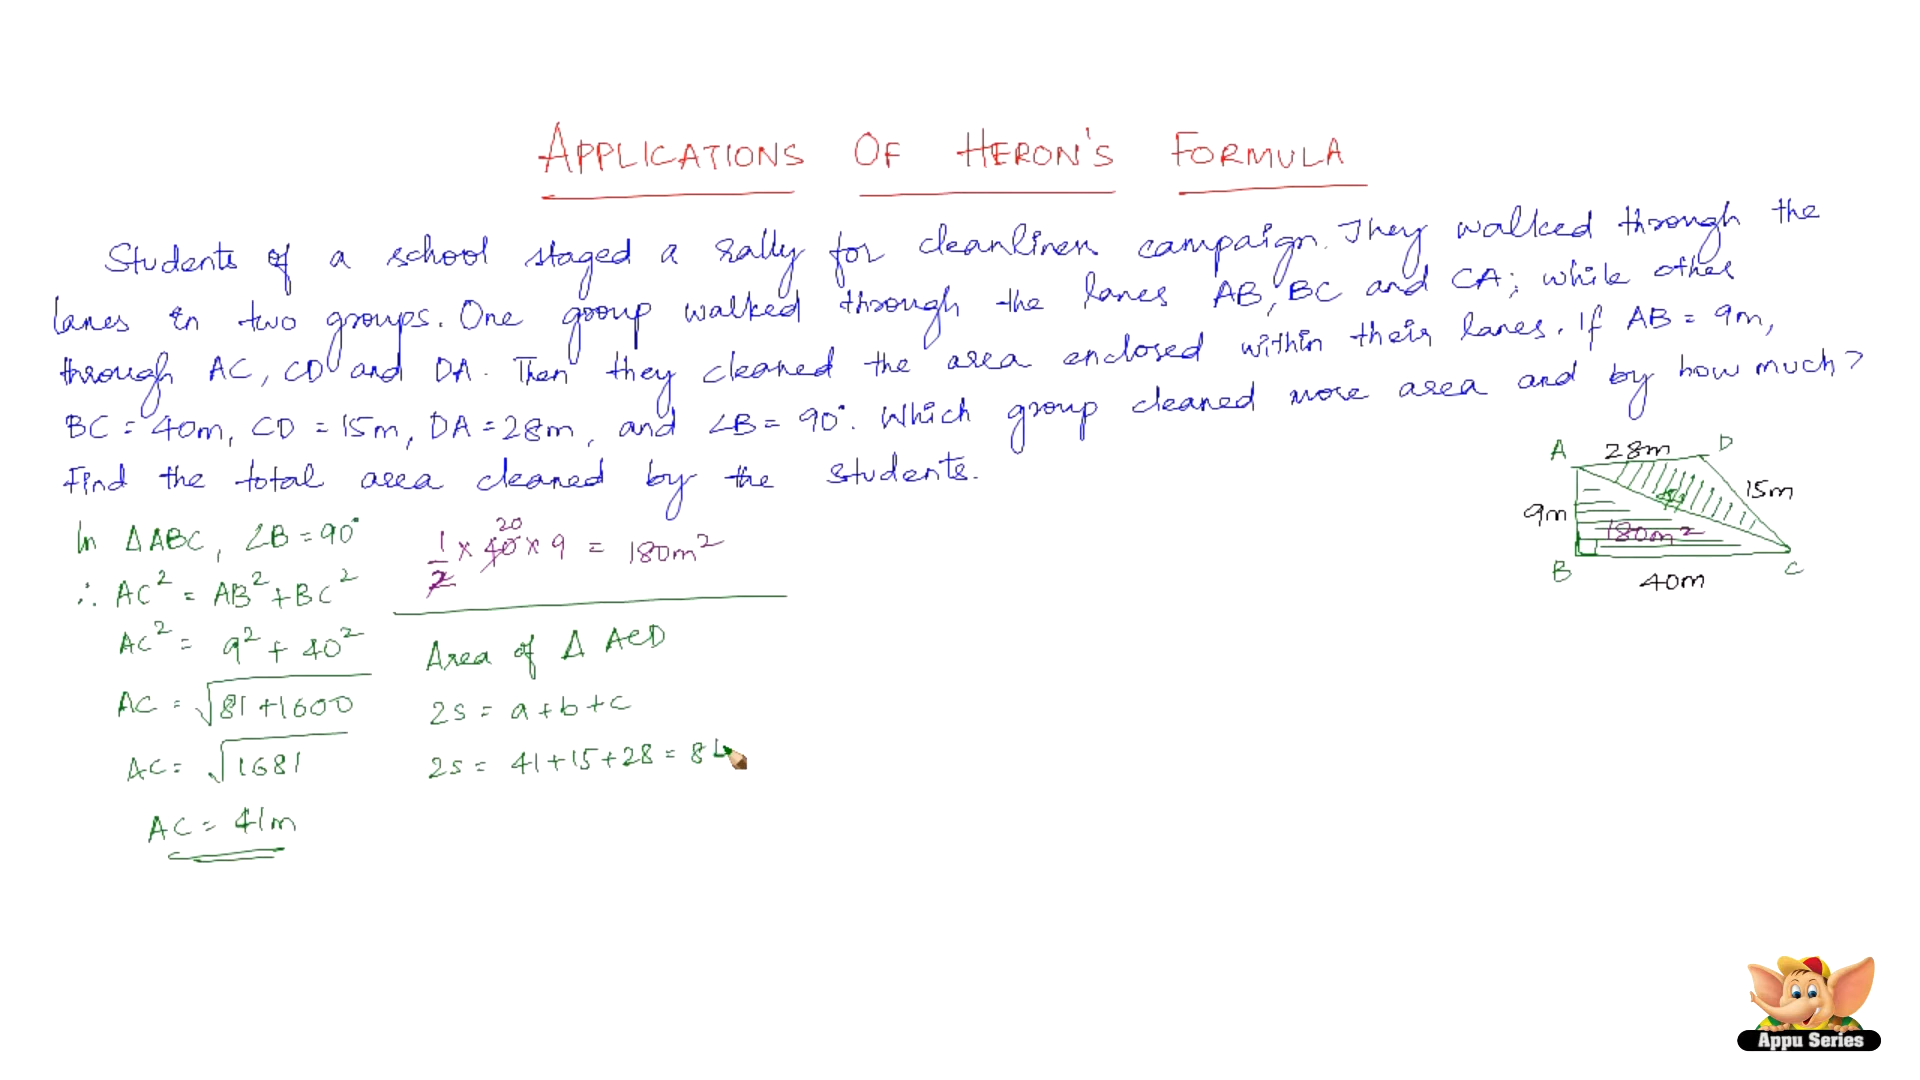 APPLICATIONS OF HERON'S FORMULA
Students of a school staged a rally for cleanliness campaign. They walked through the
lanes in two groups. One group walked through the lanes AB, BC and CA; while other
through AC, CD and DA. Then they cleaned the area enclosed within their lanes. If AB = 9m,
BC = 40m, CD = 15m, DA = 28m, and ∠B = 90°. Which group cleaned more area and by how much?
Find the total area cleaned by the students.
In ΔABC, ∠B = 90°
∴ AC² = AB² + BC²
AC² = 9² + 40²
AC = √81 + 1600
AC = √1681
AC = 41m
20
1/2 × 40 × 9 = 180m²
Area of Δ ACD
2s = a + b + c
2s = 41 + 15 + 28 = 84
A 28m D
15m
9m
180m²
B 40m C
Appu Series